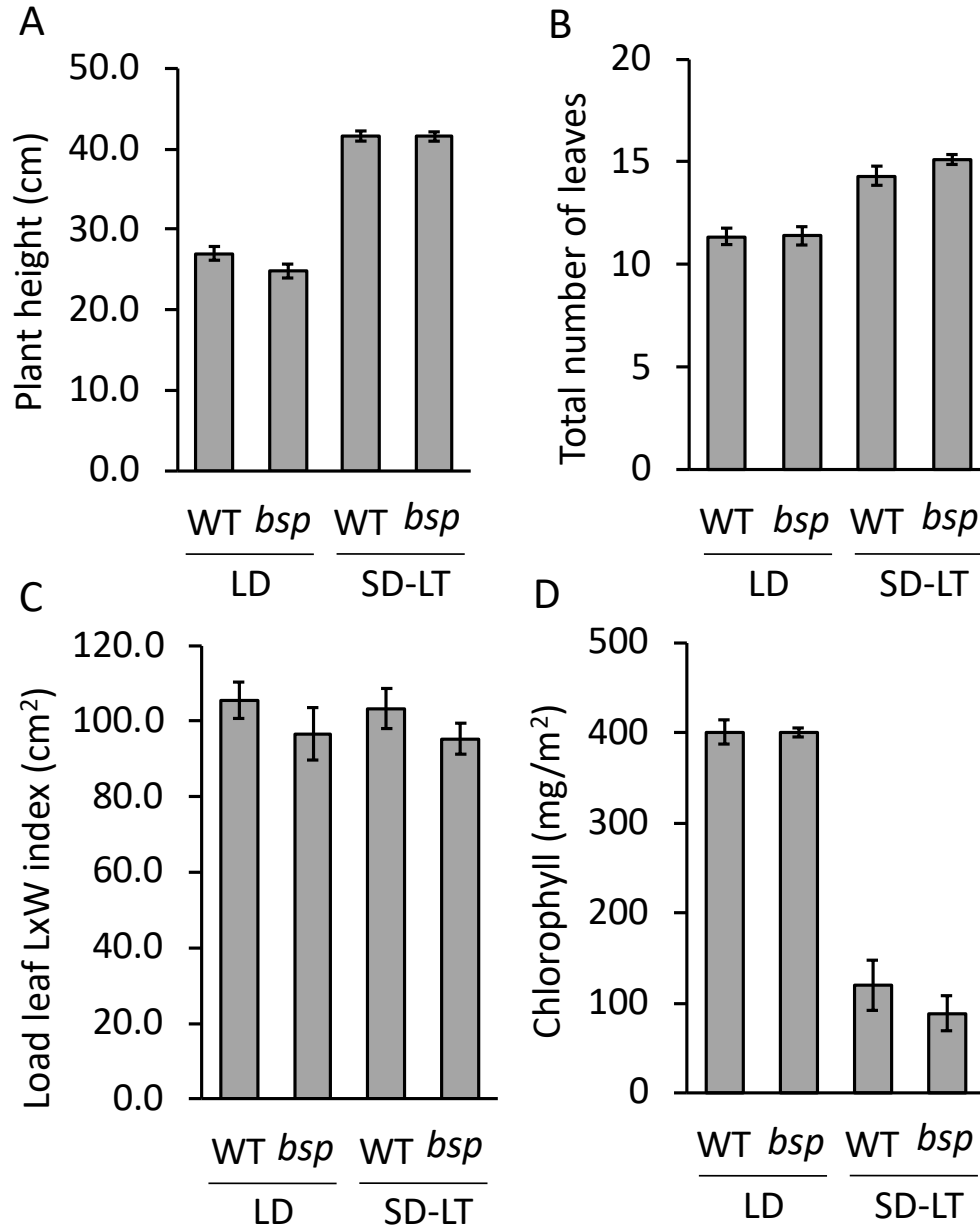 A
Plant height (cm)
50.0
40.0
30.0
20.0
10.0
0.0
WT bsp WT bsp
LD SD-LT
B
Total number of leaves
20
15
10
5
0
WT bsp WT bsp
LD SD-LT
C
Load leaf LxW index (cm²)
120.0
100.0
80.0
60.0
40.0
20.0
0.0
WT bsp WT bsp
LD SD-LT
D
Chlorophyll (mg/m²)
500
400
300
200
100
0
WT bsp WT bsp
LD SD-LT